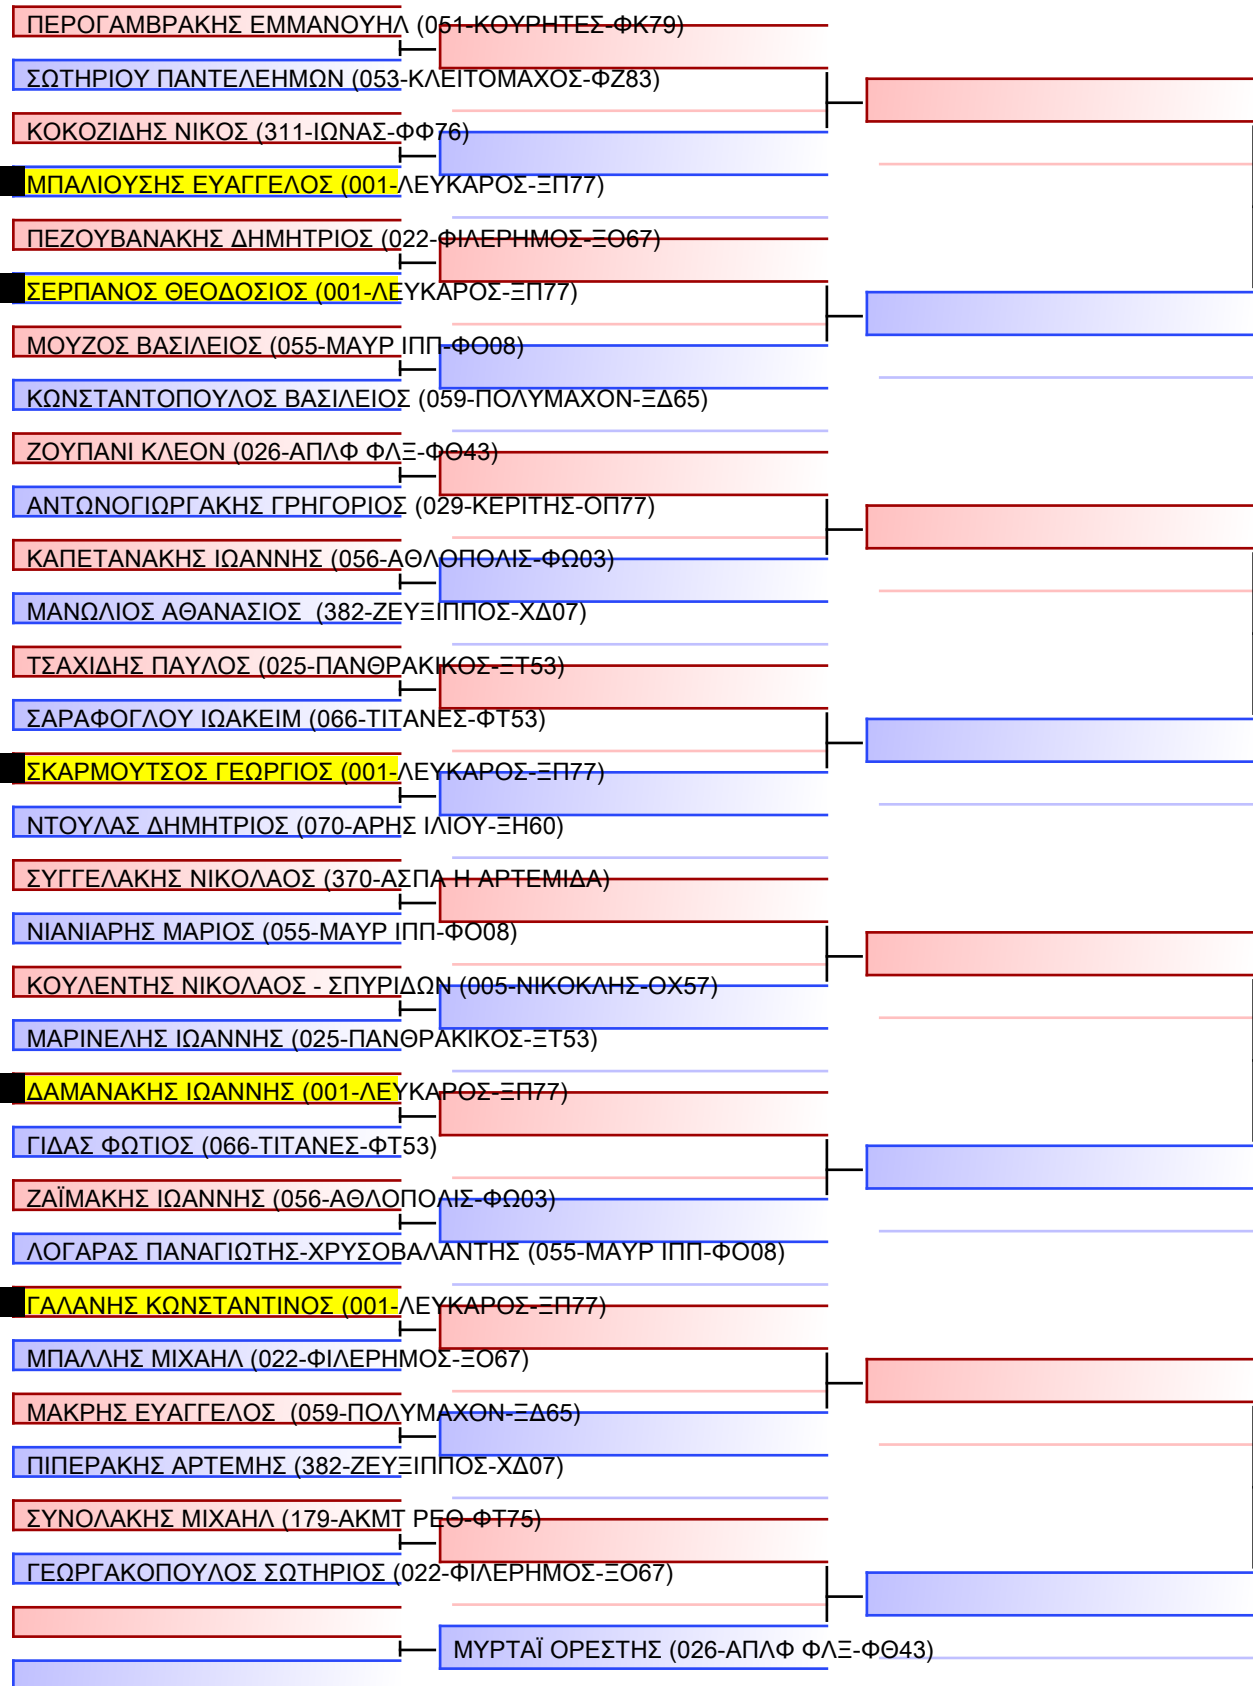 ΠΕΡΟΓΑΜΒΡΑΚΗΣ ΕΜΜΑΝΟΥΗΛ (051-ΚΟΥΡΗΤΕΣ-ΦΚ79)
ΣΩΤΗΡΙΟΥ ΠΑΝΤΕΛΕΗΜΩΝ (053-ΚΛΕΙΤΟΜΑΧΟΣ-ΦΖ83)
ΚΟΚΟΖΙΔΗΣ ΝΙΚΟΣ (311-ΙΩΝΑΣ-ΦΦ76)
ΜΠΑΛΙΟΥΣΗΣ ΕΥΑΓΓΕΛΟΣ (001-ΛΕΥΚΑΡΟΣ-ΞΠ77)
ΠΕΖΟΥΒΑΝΑΚΗΣ ΔΗΜΗΤΡΙΟΣ (022-ΦΙΛΕΡΗΜΟΣ-ΞΟ67)
ΣΕΡΠΑΝΟΣ ΘΕΟΔΟΣΙΟΣ (001-ΛΕΥΚΑΡΟΣ-ΞΠ77)
ΜΟΥΖΟΣ ΒΑΣΙΛΕΙΟΣ (055-ΜΑΥΡ ΙΠΠ-ΦΟ08)
ΚΩΝΣΤΑΝΤΟΠΟΥΛΟΣ ΒΑΣΙΛΕΙΟΣ (059-ΠΟΛΥΜΑΧΟΝ-ΞΔ65)
ΖΟΥΠΑΝΙ ΚΛΕΟΝ (026-ΑΠΛΦ ΦΛΞ-ΦΘ43)
ΑΝΤΩΝΟΓΙΩΡΓΑΚΗΣ ΓΡΗΓΟΡΙΟΣ (029-ΚΕΡΙΤΗΣ-ΟΠ77)
ΚΑΠΕΤΑΝΑΚΗΣ ΙΩΑΝΝΗΣ (056-ΑΘΛΟΠΟΛΙΣ-ΦΩ03)
ΜΑΝΩΛΙΟΣ ΑΘΑΝΑΣΙΟΣ (382-ΖΕΥΞΙΠΠΟΣ-ΧΔ07)
ΤΣΑΧΙΔΗΣ ΠΑΥΛΟΣ (025-ΠΑΝΘΡΑΚΙΚΟΣ-ΞΤ53)
ΣΑΡΑΦΟΓΛΟΥ ΙΩΑΚΕΙΜ (066-ΤΙΤΑΝΕΣ-ΦΤ53)
ΣΚΑΡΜΟΥΤΣΟΣ ΓΕΩΡΓΙΟΣ (001-ΛΕΥΚΑΡΟΣ-ΞΠ77)
ΝΤΟΥΛΑΣ ΔΗΜΗΤΡΙΟΣ (070-ΑΡΗΣ ΙΛΙΟΥ-ΞΗ60)
ΣΥΓΓΕΛΑΚΗΣ ΝΙΚΟΛΑΟΣ (370-ΑΣΠΑ Η ΑΡΤΕΜΙΔΑ)
ΝΙΑΝΙΑΡΗΣ ΜΑΡΙΟΣ (055-ΜΑΥΡ ΙΠΠ-ΦΟ08)
ΚΟΥΛΕΝΤΗΣ ΝΙΚΟΛΑΟΣ - ΣΠΥΡΙΔΩΝ (005-ΝΙΚΟΚΛΗΣ-ΟΧ57)
ΜΑΡΙΝΕΛΗΣ ΙΩΑΝΝΗΣ (025-ΠΑΝΘΡΑΚΙΚΟΣ-ΞΤ53)
ΔΑΜΑΝΑΚΗΣ ΙΩΑΝΝΗΣ (001-ΛΕΥΚΑΡΟΣ-ΞΠ77)
ΓΙΔΑΣ ΦΩΤΙΟΣ (066-ΤΙΤΑΝΕΣ-ΦΤ53)
ΖΑΪΜΑΚΗΣ ΙΩΑΝΝΗΣ (056-ΑΘΛΟΠΟΛΙΣ-ΦΩ03)
ΛΟΓΑΡΑΣ ΠΑΝΑΓΙΩΤΗΣ-ΧΡΥΣΟΒΑΛΑΝΤΗΣ (055-ΜΑΥΡ ΙΠΠ-ΦΟ08)
ΓΑΛΑΝΗΣ ΚΩΝΣΤΑΝΤΙΝΟΣ (001-ΛΕΥΚΑΡΟΣ-ΞΠ77)
ΜΠΑΛΛΗΣ ΜΙΧΑΗΛ (022-ΦΙΛΕΡΗΜΟΣ-ΞΟ67)
ΜΑΚΡΗΣ ΕΥΑΓΓΕΛΟΣ (059-ΠΟΛΥΜΑΧΟΝ-ΞΔ65)
ΠΙΠΕΡΑΚΗΣ ΑΡΤΕΜΗΣ (382-ΖΕΥΞΙΠΠΟΣ-ΧΔ07)
ΣΥΝΟΛΑΚΗΣ ΜΙΧΑΗΛ (179-ΑΚΜΤ ΡΕΘ-ΦΤ75)
ΓΕΩΡΓΑΚΟΠΟΥΛΟΣ ΣΩΤΗΡΙΟΣ (022-ΦΙΛΕΡΗΜΟΣ-ΞΟ67)
ΜΥΡΤΑΪ ΟΡΕΣΤΗΣ (026-ΑΠΛΦ ΦΛΞ-ΦΘ43)